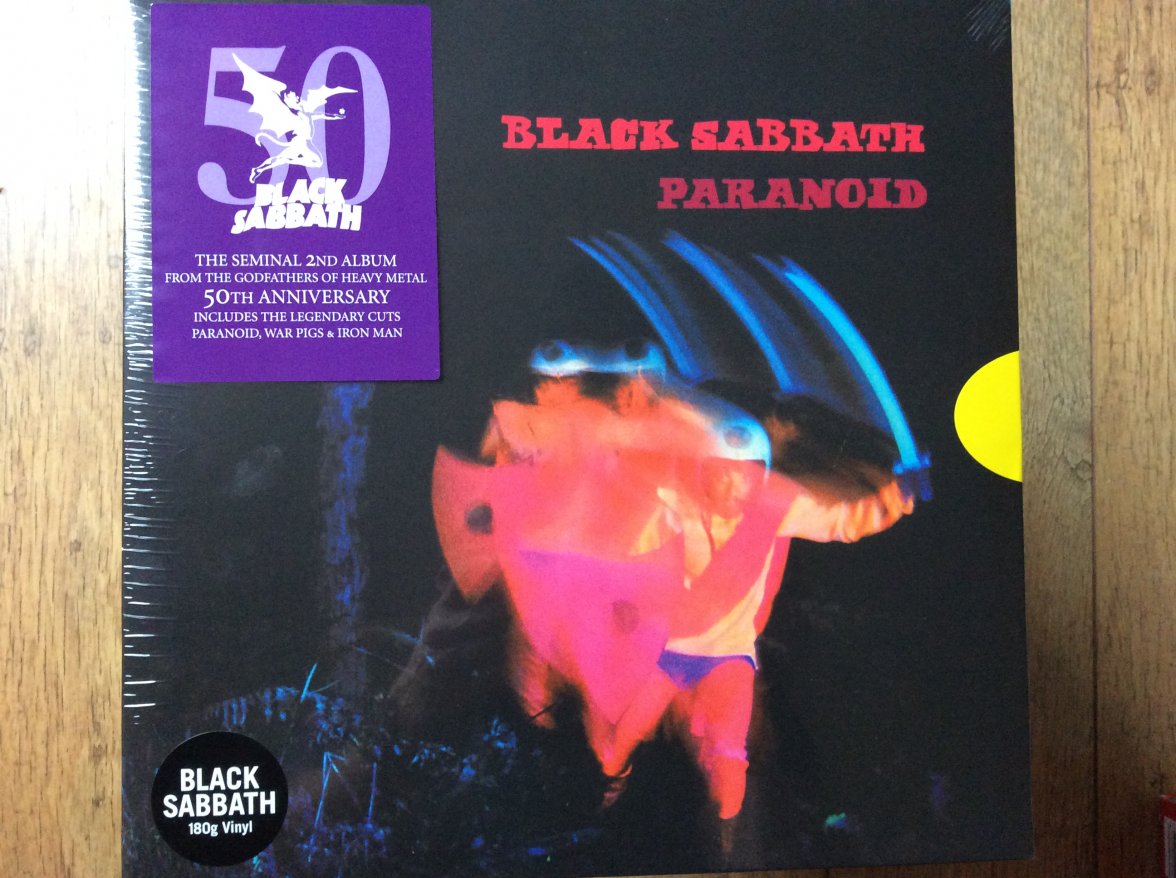 50
BLACK
SABBATH
THE SEMINAL 2ND ALBUM
FROM THE GODFATHERS OF HEAVY METAL
50TH ANNIVERSARY
INCLUDES THE LEGENDARY CUTS
PARANOID, WAR PIGS & IRON MAN
BLACK SABBATH
PARANOID
BLACK
SABBATH
180g Vinyl